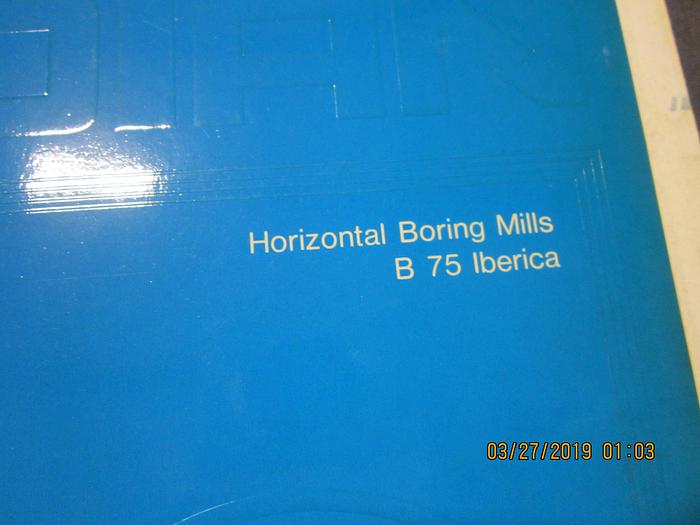 Horizontal Boring Mills
B 75 Iberica
03/27/2019 01:03